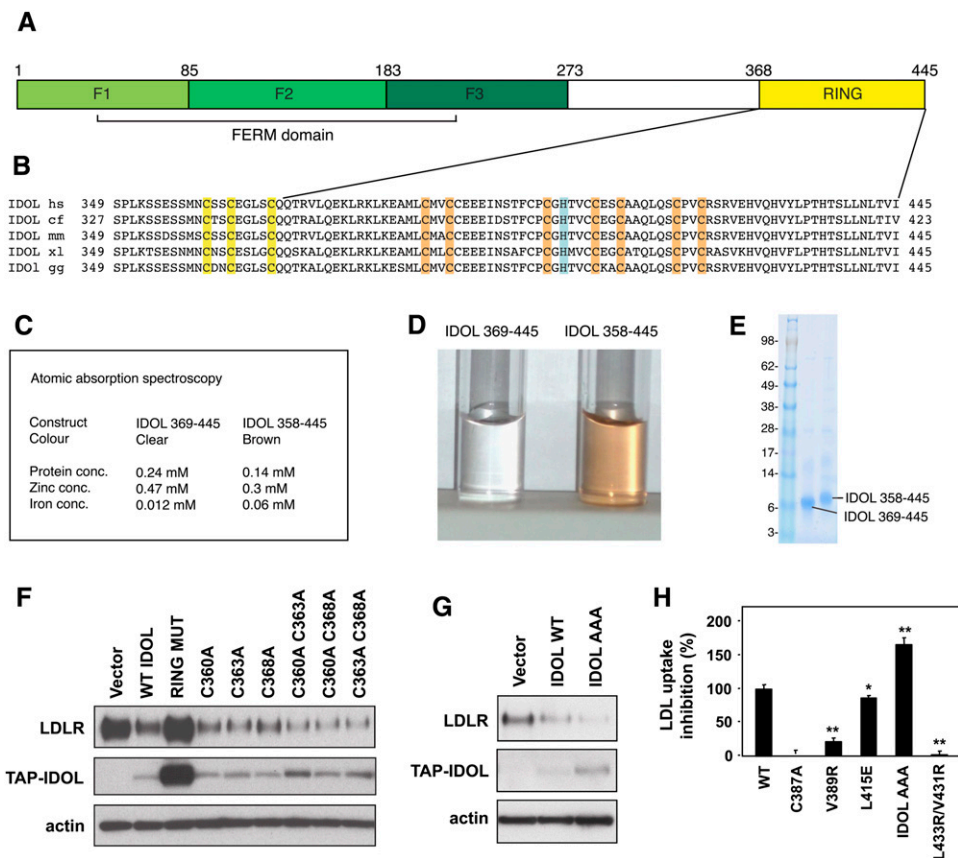 A
1 85 183 273 368 445
F1 F2 F3 RING
FERM domain
B
IDOL hs 349 SPLKSSESSMNCSSCEGLSCQQTRVLQEKLRKLKEAMLCMVCCEEEINSTFCPCGHTVCCESCAAQLQSCPVCRSRVEHVQHVYLPTHTSLLNLTVI 445
IDOL cf 327 SPLKSSESSMNCTSCEGLSCQQTRALQEKLRKLKEAMLCMVCCEEEIDSTFCPCGHTVCCESCAAQLQSCPVCRSRVEHVQHVYLPTHTSLLNLTIV 423
IDOL mm 349 SPLKSSDSSMNCSSCEGLSCQQTRVLQEKLRKLKEAMLCMACCEEEINSTFCPCGHTVCCESCAAQLQSCPVCRSRVEHVQHVYLPTHTSLLNLTVI 445
IDOL xl 349 SPLKTSESNMNCNSCESLGCQQSKALQEKLRKLKEAMLCMVCCEEEINSAFCPCGHTVCCEGCATQLQSCPVCRSKVEHVQHVYLPTHTSLLNLTVI 445
IDOl gg 349 SPLKSSESSMNCDNCEGLSCQQTKALQEKLRKLKESMLCMVCCEEEINSTFCPCGHTVCCKACAAQLQSCPVCRSRVEHVQHVYLPTHTSLLNLTVI 445
C
Atomic absorption spectroscopy
Construct IDOL 369-445 IDOL 358-445
Colour Clear Brown
Protein conc. 0.24 mM 0.14 mM
Zinc conc. 0.47 mM 0.3 mM
Iron conc. 0.012 mM 0.06 mM
D
IDOL 369-445 IDOL 358-445
E
98-
62-
49-
38-
28-
17-
14-
6-
3-
IDOL 358-445
IDOL 369-445
F
Vector
WT IDOL
RING MUT
C360A
C363A
C368A
C360A C363A
C360A C368A
C363A C368A
LDLR
TAP-IDOL
actin
G
Vector
IDOL WT
IDOL AAA
LDLR
TAP-IDOL
actin
H
LDL uptake
inhibition (%)
200
150
100
50
0
** * ** **
WT
C387A
V389R
L415E
IDOL AAA
L433R/V431R